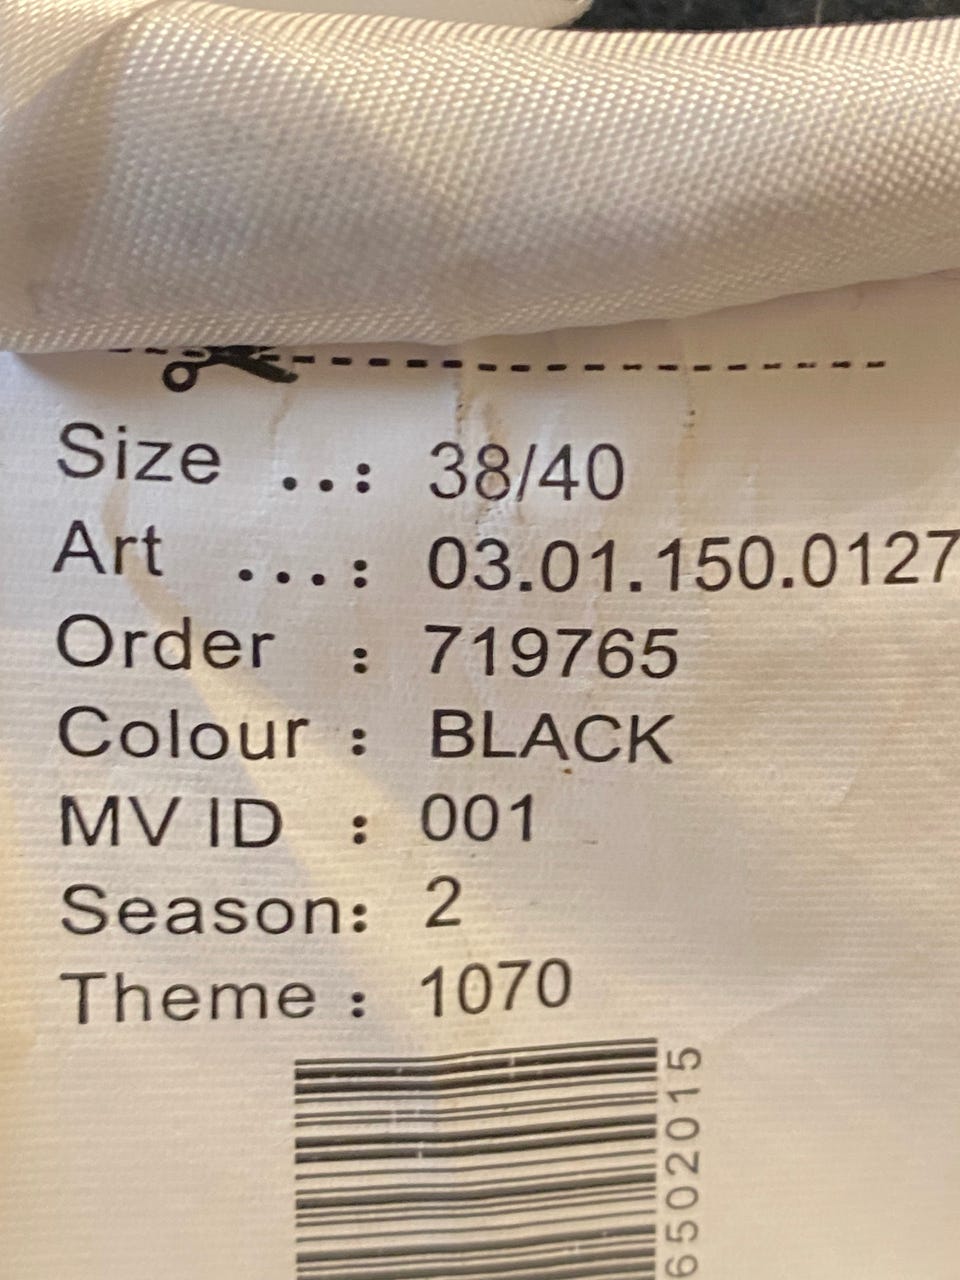 Size ..: 38/40
Art ...: 03.01.150.0127
Order : 719765
Colour : BLACK
MV ID : 001
Season: 2
Theme : 1070
6502015